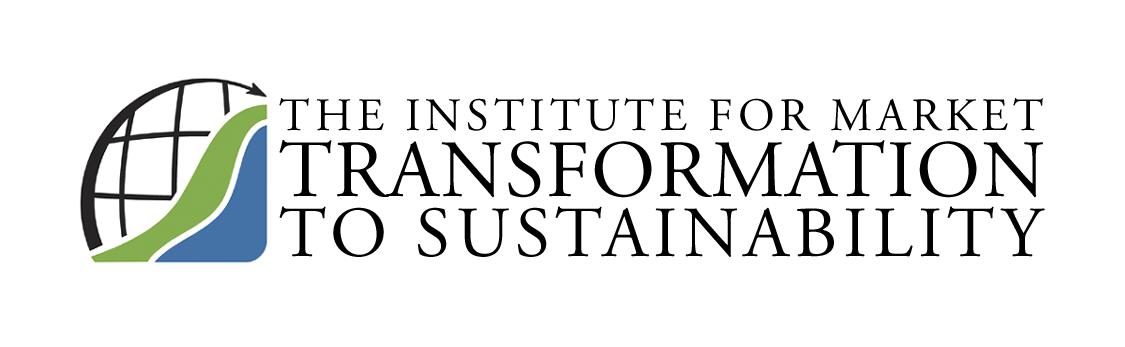 THE INSTITUTE FOR MARKET
TRANSFORMATION
TO SUSTAINABILITY